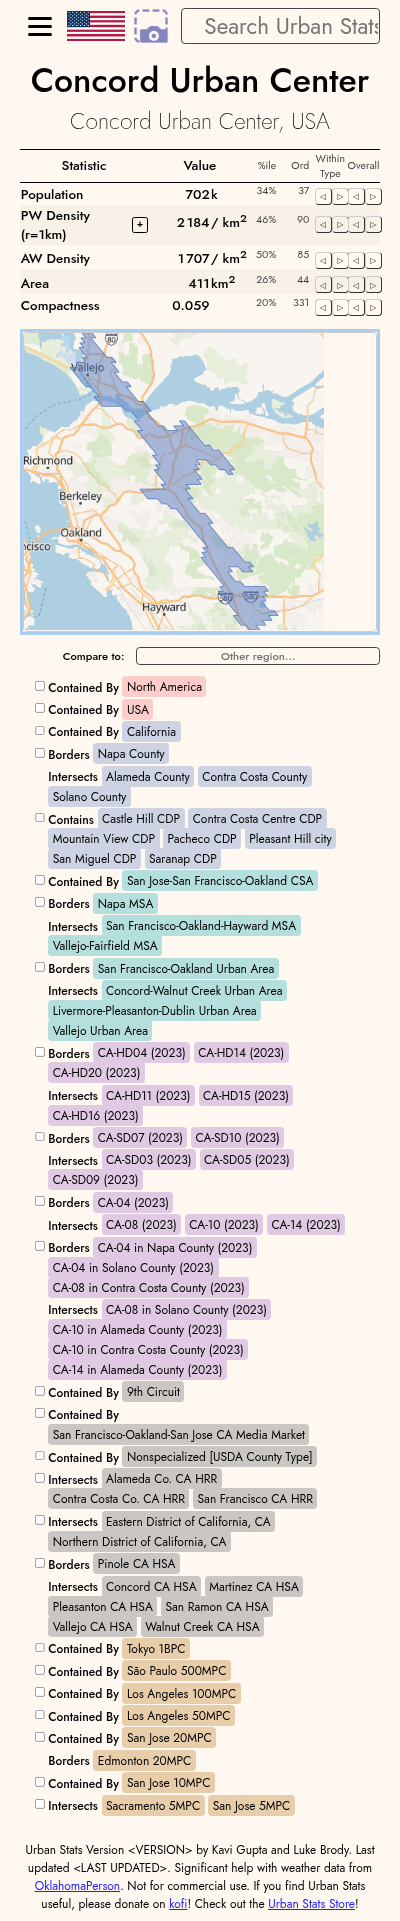 Search Urban Stats
Concord Urban Center
Concord Urban Center, USA
Statistic Value %ile Ord Within Type Overall
Population 702k 34% 37
PW Density (r=1km) + 2 184 / km2 46% 90
AW Density 1 707 / km2 50% 85
Area 411 km2 26% 44
Compactness 0.059 20% 331
80
Vallejo
Richmond
Berkeley
Oakland
ncisco
Hayward
580 580
Compare to: Other region...
Contained By North America
Contained By USA
Contained By California
Borders Napa County
Intersects Alameda County Contra Costa County
Solano County
Contains Castle Hill CDP Contra Costa Centre CDP
Mountain View CDP Pacheco CDP Pleasant Hill city
San Miguel CDP Saranap CDP
Contained By San Jose-San Francisco-Oakland CSA
Borders Napa MSA
Intersects San Francisco-Oakland-Hayward MSA
Vallejo-Fairfield MSA
Borders San Francisco-Oakland Urban Area
Intersects Concord-Walnut Creek Urban Area
Livermore-Pleasanton-Dublin Urban Area
Vallejo Urban Area
Borders CA-HD04 (2023) CA-HD14 (2023)
CA-HD20 (2023)
Intersects CA-HD11 (2023) CA-HD15 (2023)
CA-HD16 (2023)
Borders CA-SD07 (2023) CA-SD10 (2023)
Intersects CA-SD03 (2023) CA-SD05 (2023)
CA-SD09 (2023)
Borders CA-04 (2023)
Intersects CA-08 (2023) CA-10 (2023) CA-14 (2023)
Borders CA-04 in Napa County (2023)
CA-04 in Solano County (2023)
CA-08 in Contra Costa County (2023)
Intersects CA-08 in Solano County (2023)
CA-10 in Alameda County (2023)
CA-10 in Contra Costa County (2023)
CA-14 in Alameda County (2023)
Contained By 9th Circuit
Contained By
San Francisco-Oakland-San Jose CA Media Market
Contained By Nonspecialized [USDA County Type]
Intersects Alameda Co. CA HRR
Contra Costa Co. CA HRR San Francisco CA HRR
Intersects Eastern District of California, CA
Northern District of California, CA
Borders Pinole CA HSA
Intersects Concord CA HSA Martinez CA HSA
Pleasanton CA HSA San Ramon CA HSA
Vallejo CA HSA Walnut Creek CA HSA
Contained By Tokyo 1BPC
Contained By São Paulo 500MPC
Contained By Los Angeles 100MPC
Contained By Los Angeles 50MPC
Contained By San Jose 20MPC
Borders Edmonton 20MPC
Contained By San Jose 10MPC
Intersects Sacramento 5MPC San Jose 5MPC
Urban Stats Version <VERSION> by Kavi Gupta and Luke Brody. Last
updated <LAST UPDATED>. Significant help with weather data from
OklahomaPerson. Not for commercial use. If you find Urban Stats
useful, please donate on kofi! Check out the Urban Stats Store!